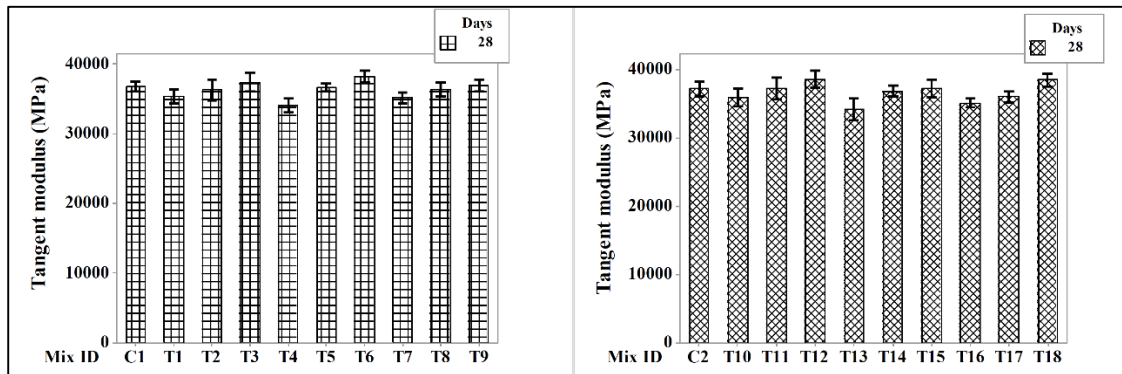 Days
28
40000
30000
20000
10000
0
Tangent modulus (MPa)
Mix ID C1 T1 T2 T3 T4 T5 T6 T7 T8 T9
Days
28
40000
30000
20000
10000
0
Tangent modulus (MPa)
Mix ID C2 T10 T11 T12 T13 T14 T15 T16 T17 T18